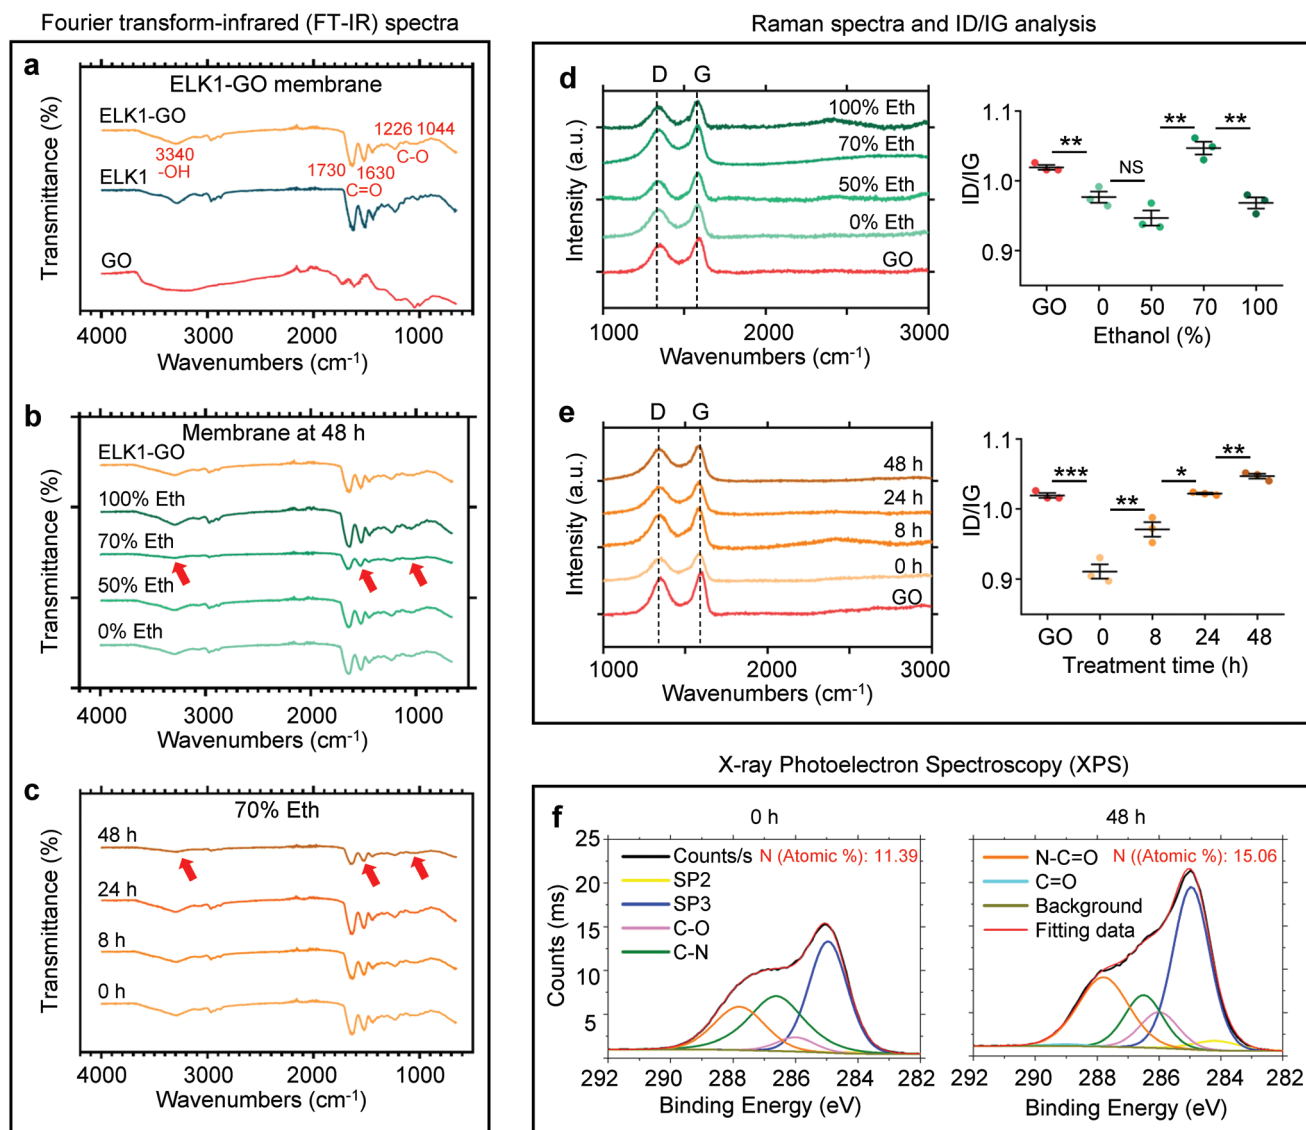 Fourier transform-infrared (FT-IR) spectra
a
ELK1-GO membrane
ELK1-GO
3340
-OH
1226 1044
C-O
1730 1630
C=O
ELK1
GO
Transmittance (%)
4000 3000 2000 1000
Wavenumbers (cm-1)
b
Membrane at 48 h
ELK1-GO
100% Eth
70% Eth
50% Eth
0% Eth
Transmittance (%)
4000 3000 2000 1000
Wavenumbers (cm-1)
c
70% Eth
48 h
24 h
8 h
0 h
Transmittance (%)
4000 3000 2000 1000
Wavenumbers (cm-1)
Raman spectra and ID/IG analysis
d
D G
100% Eth
70% Eth
50% Eth
0% Eth
GO
Intensity (a.u.)
1000 2000 3000
Wavenumbers (cm-1)
ID/IG
1.1
1.0
0.9
** NS ** **
GO 0 50 70 100
Ethanol (%)
e
D G
48 h
24 h
8 h
0 h
GO
Intensity (a.u.)
1000 2000 3000
Wavenumbers (cm-1)
ID/IG
1.1
1.0
0.9
*** ** * **
GO 0 8 24 48
Treatment time (h)
X-ray Photoelectron Spectroscopy (XPS)
f
0 h
N (Atomic %): 11.39
Counts/s
SP2
SP3
C-O
C-N
Counts (ms)
25
20
15
10
5
292 290 288 286 284 282
Binding Energy (eV)
48 h
N ((Atomic %): 15.06
N-C=O
C=O
Background
Fitting data
292 290 288 286 284 282
Binding Energy (eV)